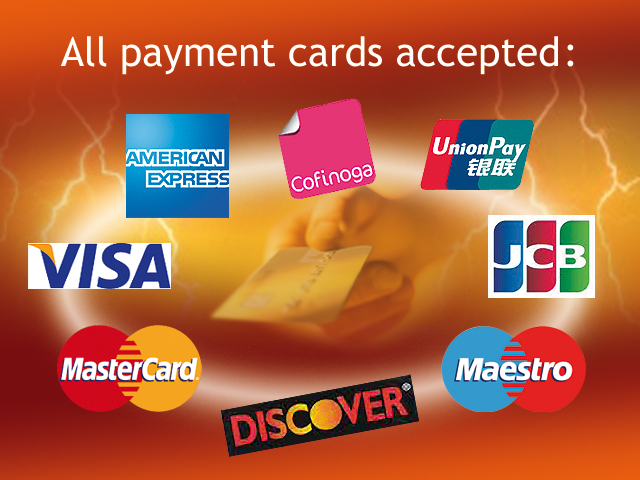 All payment cards accepted:
AMERICAN
EXPRESS
Cofinoga
UnionPay
银联
VISA
JCB
MasterCard
Maestro
DISCOVER®